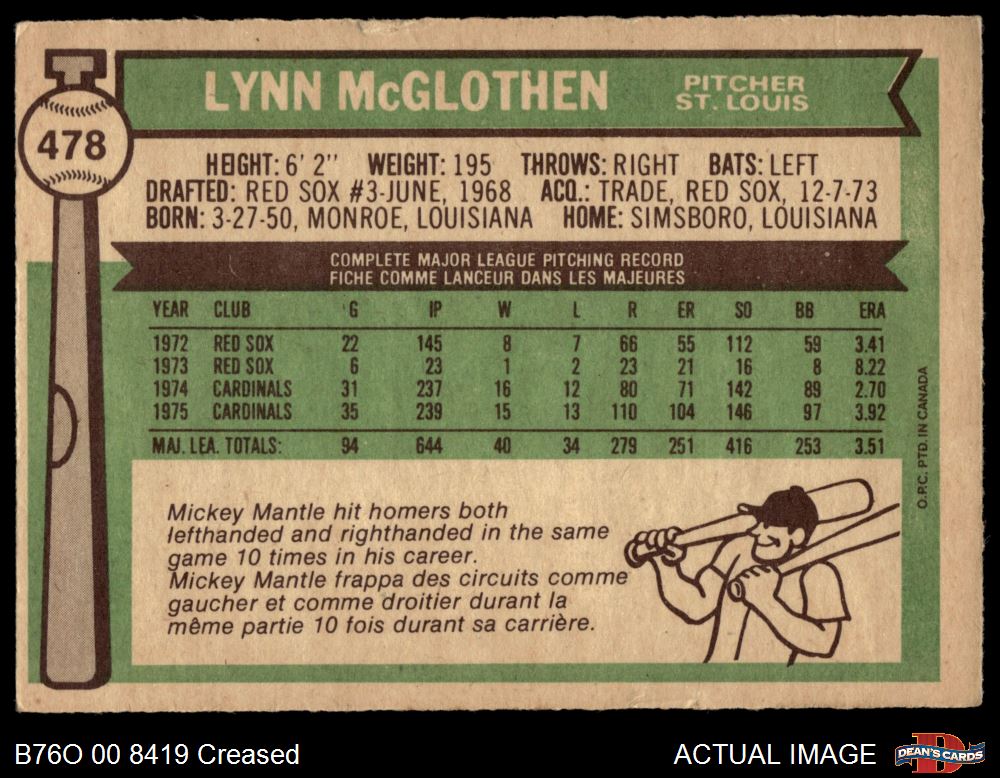 LYNN McGLOTHEN
PITCHER
ST. LOUIS
478
HEIGHT: 6' 2'' WEIGHT: 195 THROWS: RIGHT BATS: LEFT
DRAFTED: RED SOX #3-JUNE, 1968 ACQ.: TRADE, RED SOX, 12-7-73
BORN: 3-27-50, MONROE, LOUISIANA HOME: SIMSBORO, LOUISIANA
COMPLETE MAJOR LEAGUE PITCHING RECORD
FICHE COMME LANCEUR DANS LES MAJEURES
YEAR CLUB G IP W L R ER SO BB ERA
1972 RED SOX 22 145 8 7 66 55 112 59 3.41
1973 RED SOX 6 23 1 2 23 21 16 8 8.22
1974 CARDINALS 31 237 16 12 80 71 142 89 2.70
1975 CARDINALS 35 239 15 13 110 104 146 97 3.92
MAJ. LEA. TOTALS: 94 644 40 34 279 251 416 253 3.51
O.P.C. PTD. IN CANADA
Mickey Mantle hit homers both
lefthanded and righthanded in the same
game 10 times in his career.
Mickey Mantle frappa des circuits comme
gaucher et comme droitier durant la
même partie 10 fois durant sa carrière.
B76O 00 8419 Creased
ACTUAL IMAGE
DEAN'S CARDS